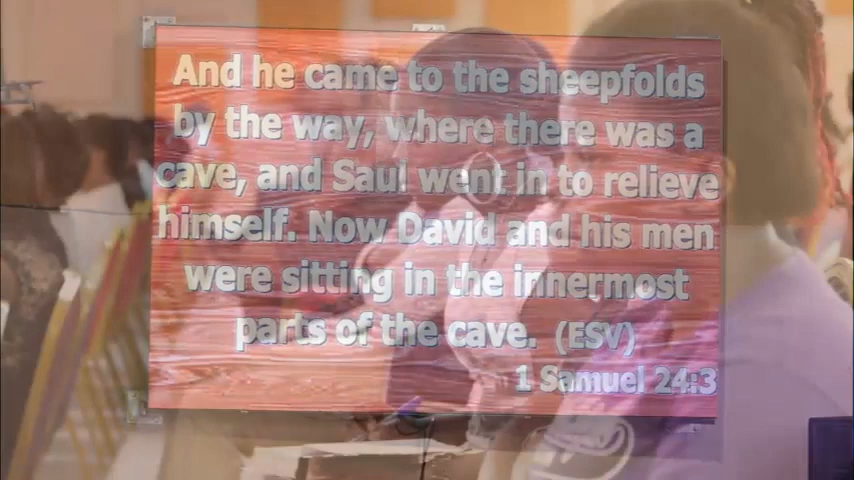 And he came to the sheepfolds
by the way, where there was a
cave, and Saul went in to relieve
himself. Now David and his men
were sitting in the innermost
parts of the cave. (ESV)
1 Samuel 24:3